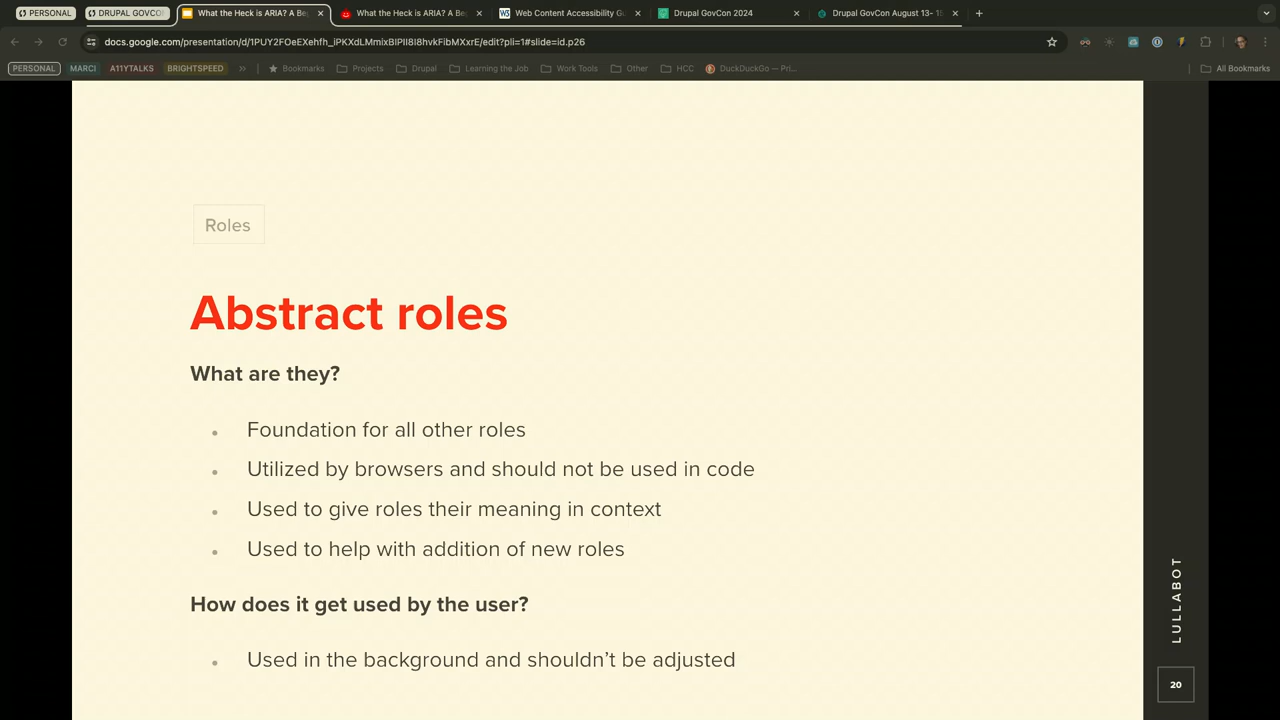 PERSONAL
DRUPAL GOVCO
What the Heck is ARIA? A Be
What the Heck is ARIA? A Be
Web Content Accessibility Gu
Drupal GovCon 2024
Drupal GovCon August 13- 15
docs.google.com/presentation/d/1PUY2FOeExehfh_iPKXdLMmixBIPII8I8hvkFibMXxrE/edit?pli=1#slide=id.p26
PERSONAL
MARCI
A11YTALKS
BRIGHTSPEED
»
Bookmarks
Projects
Drupal
Learning the Job
Work Tools
Other
HCC
DuckDuckGo — Pri...
All Bookmarks
Roles
Abstract roles
What are they?
Foundation for all other roles
Utilized by browsers and should not be used in code
Used to give roles their meaning in context
Used to help with addition of new roles
How does it get used by the user?
Used in the background and shouldn't be adjusted
LULLABOT
20